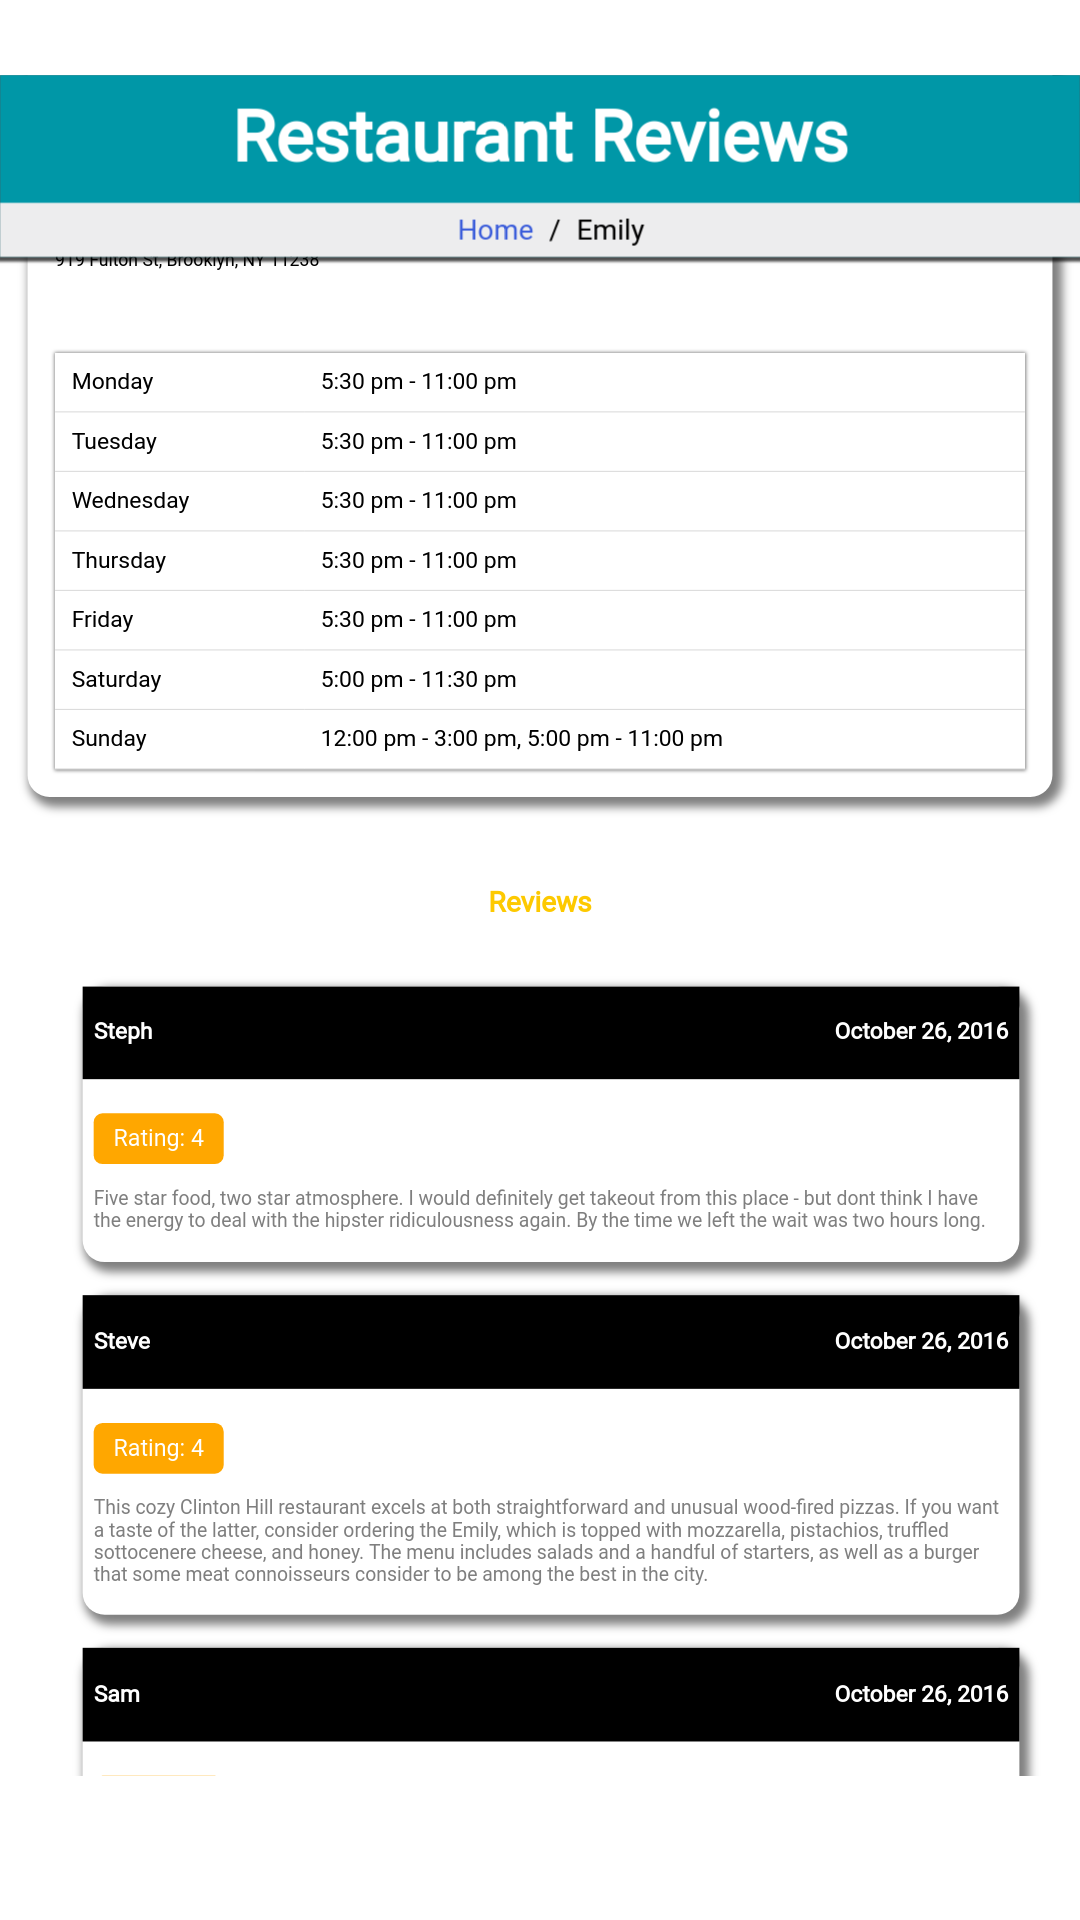 Restaurant Reviews
Home / Emily
919 Fulton St, Brooklyn, NY 11238
Monday 5:30 pm - 11:00 pm
Tuesday 5:30 pm - 11:00 pm
Wednesday 5:30 pm - 11:00 pm
Thursday 5:30 pm - 11:00 pm
Friday 5:30 pm - 11:00 pm
Saturday 5:00 pm - 11:30 pm
Sunday 12:00 pm - 3:00 pm, 5:00 pm - 11:00 pm
Reviews
Steph October 26, 2016
Rating: 4
Five star food, two star atmosphere. I would definitely get takeout from this place - but dont think I have
the energy to deal with the hipster ridiculousness again. By the time we left the wait was two hours long.
Steve October 26, 2016
Rating: 4
This cozy Clinton Hill restaurant excels at both straightforward and unusual wood-fired pizzas. If you want
a taste of the latter, consider ordering the Emily, which is topped with mozzarella, pistachios, truffled
sottocenere cheese, and honey. The menu includes salads and a handful of starters, as well as a burger
that some meat connoisseurs consider to be among the best in the city.
Sam October 26, 2016